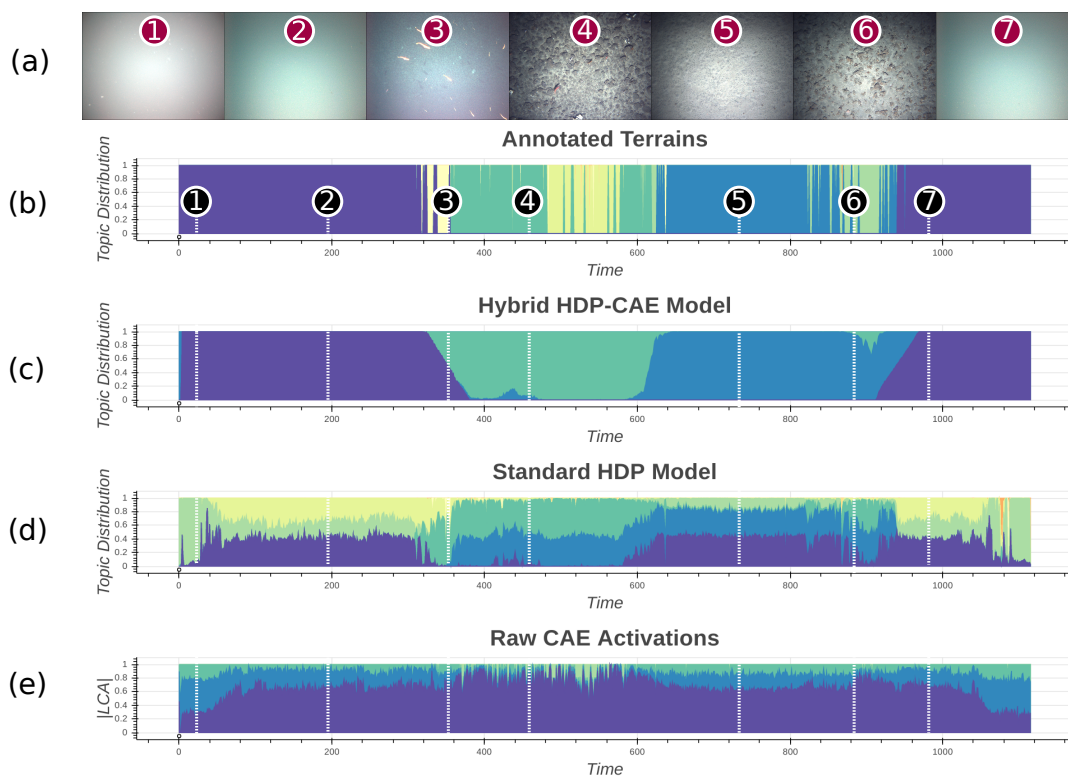 (a) 1 2 3 4 5 6 7
Annotated Terrains
(b) Topic Distribution
1 0.8 0.6 0.4 0.2 0
1 2 3 4 5 6 7
0 200 400 600 800 1000
Time
Hybrid HDP-CAE Model
(c) Topic Distribution
1 0.8 0.6 0.4 0.2 0
0 200 400 600 800 1000
Time
Standard HDP Model
(d) Topic Distribution
1 0.8 0.6 0.4 0.2 0
0 200 400 600 800 1000
Time
Raw CAE Activations
(e) |LCA|
1 0.8 0.6 0.4 0.2 0
0 200 400 600 800 1000
Time